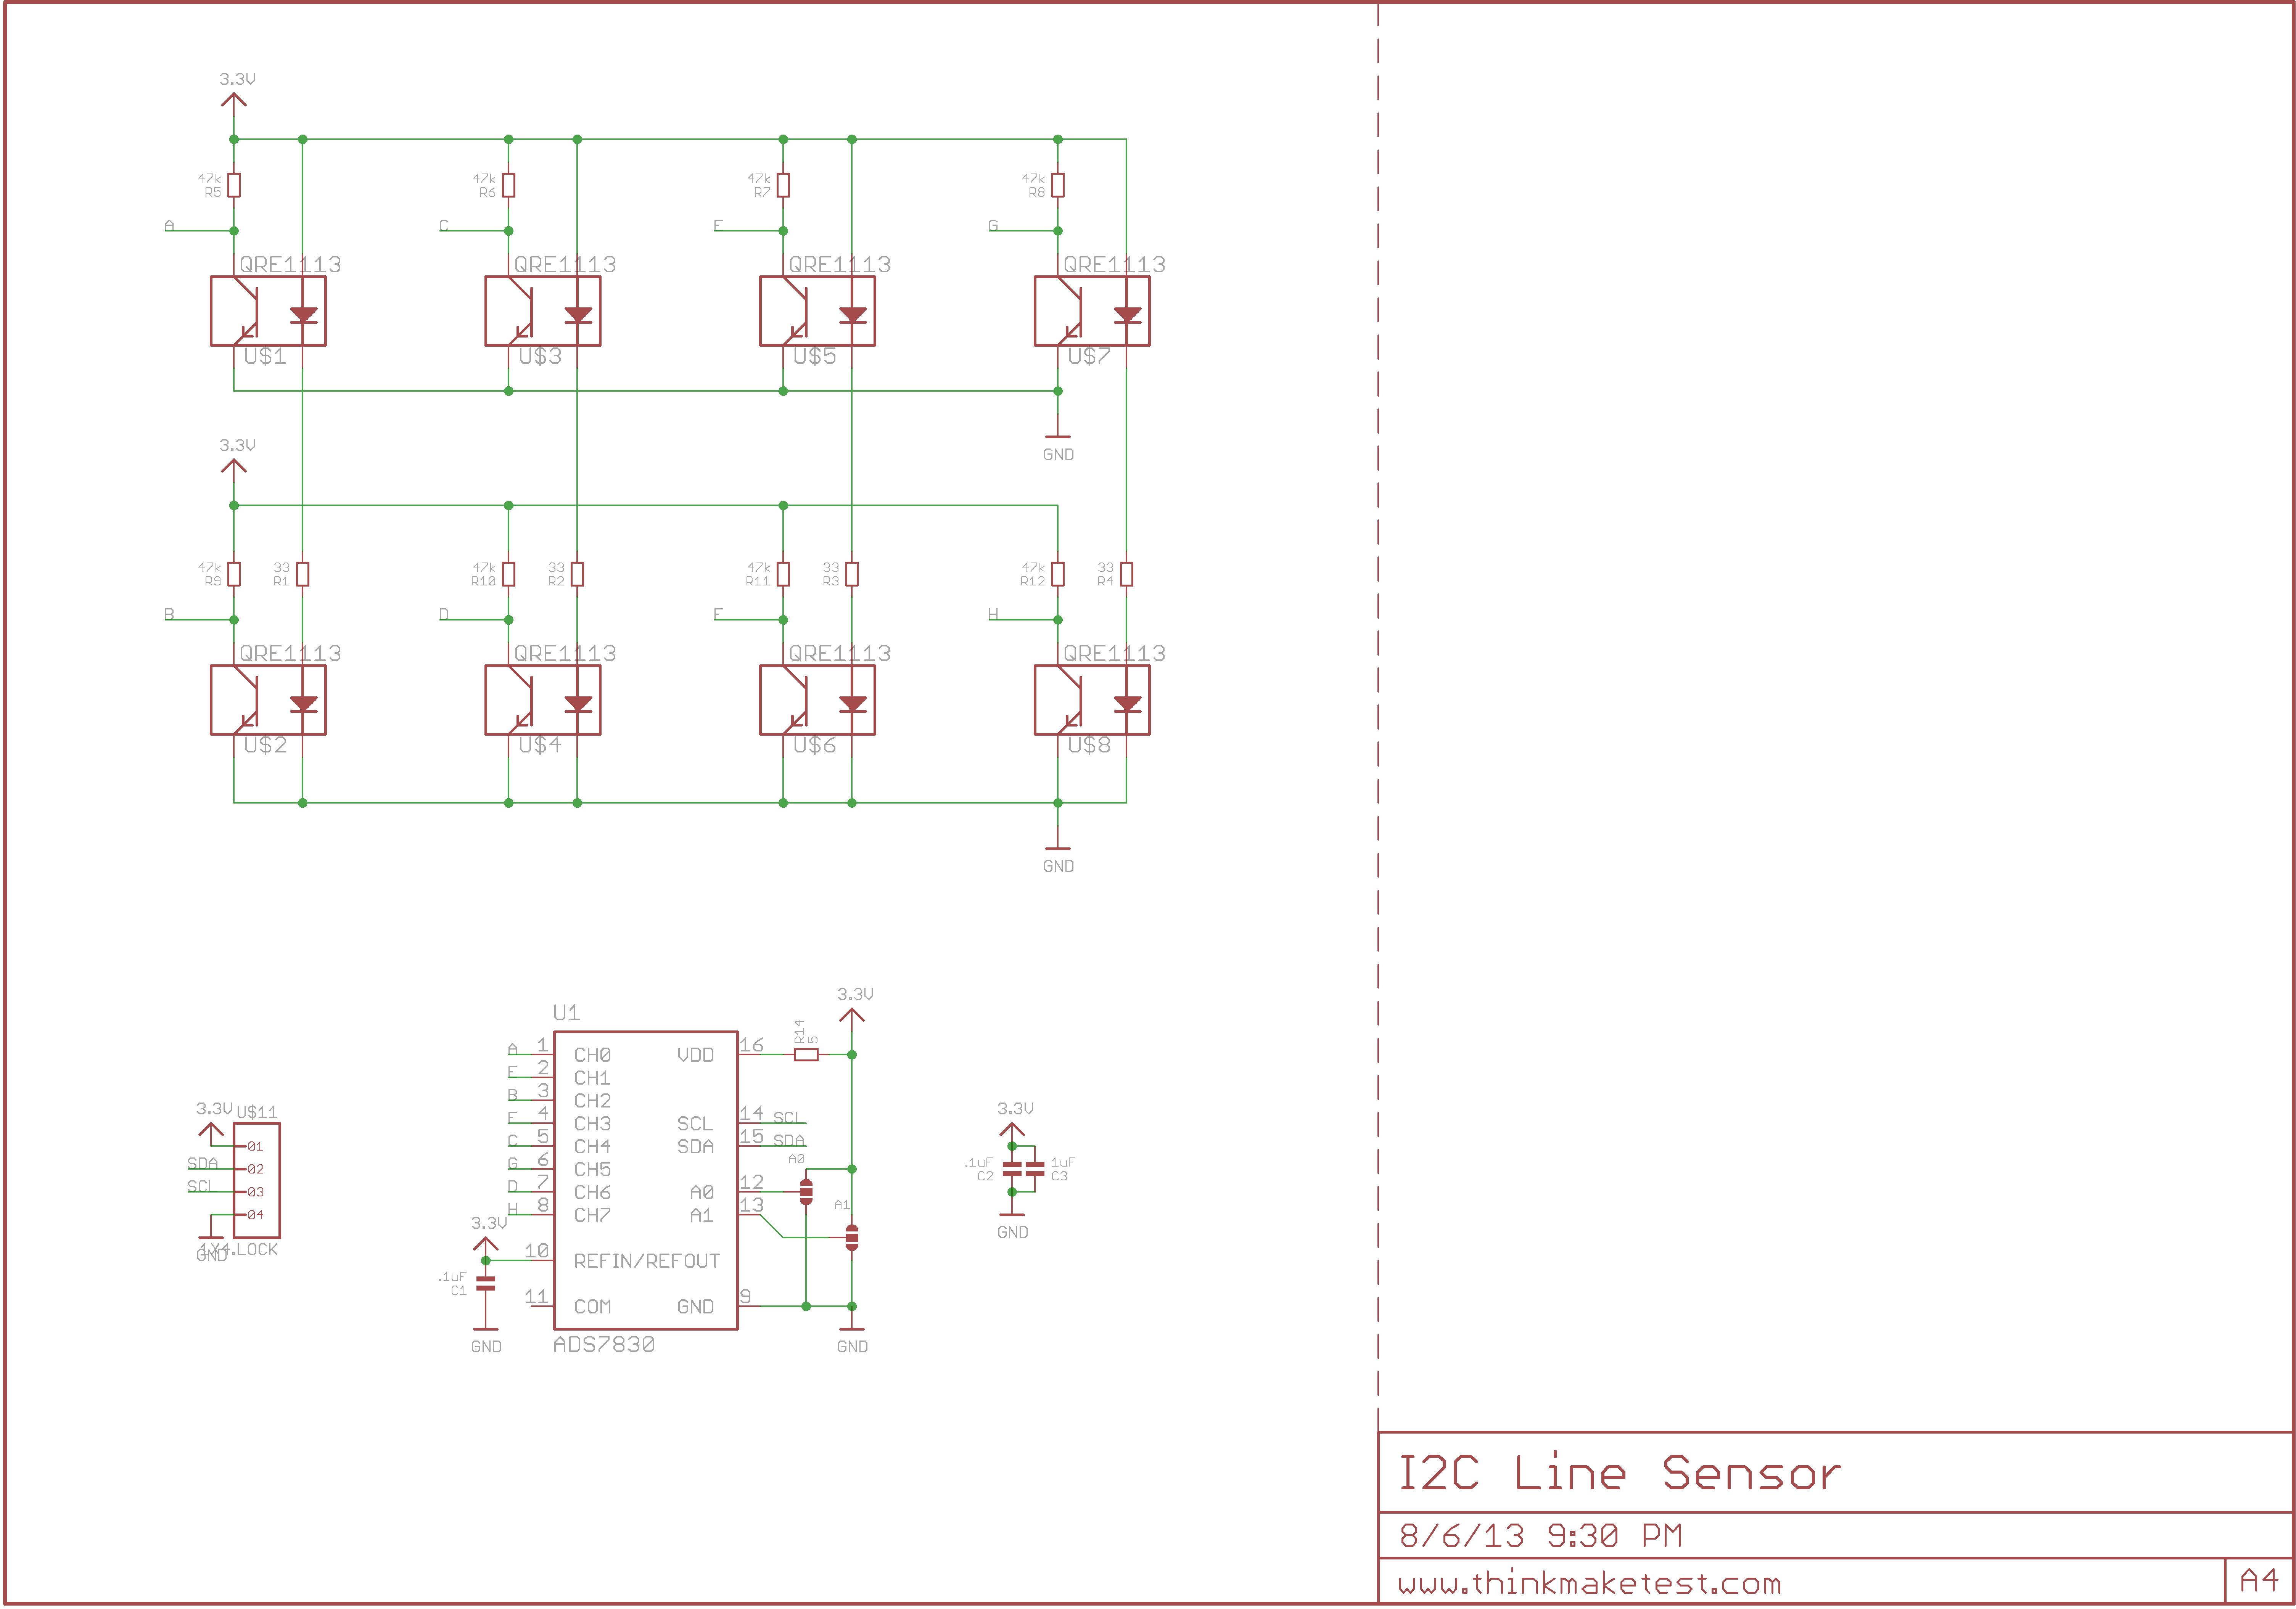 3.3V
47k
R5
47k
R6
47k
R7
47k
R8
A
C
E
G
QRE1113
QRE1113
QRE1113
QRE1113
U$1
U$3
U$5
U$7
3.3V
GND
47k
R9
33
R1
47k
R10
33
R2
47k
R11
33
R3
47k
R12
33
R4
B
D
F
H
QRE1113
QRE1113
QRE1113
QRE1113
U$2
U$4
U$6
U$8
GND
U1
3.3V
R14
5
A 1 CH0
VDD 16
E 2 CH1
B 3 CH2
F 4 CH3
SCL 14 SCL
C 5 CH4
SDA 15 SDA
G 6 CH5
D 7 CH6
A0 12
A0
H 8 CH7
A1 13
A1
3.3V
10 REFIN/REFOUT
.1uF
C1
11 COM
GND 9
GND
ADS7830
GND
3.3V U$11
01
SDA 02
SCL 03
04
GND
1X4.LOCK
3.3V
.1uF
C2
1uF
C3
GND
I2C Line Sensor
8/6/13 9:30 PM
www.thinkmaketest.com
A4